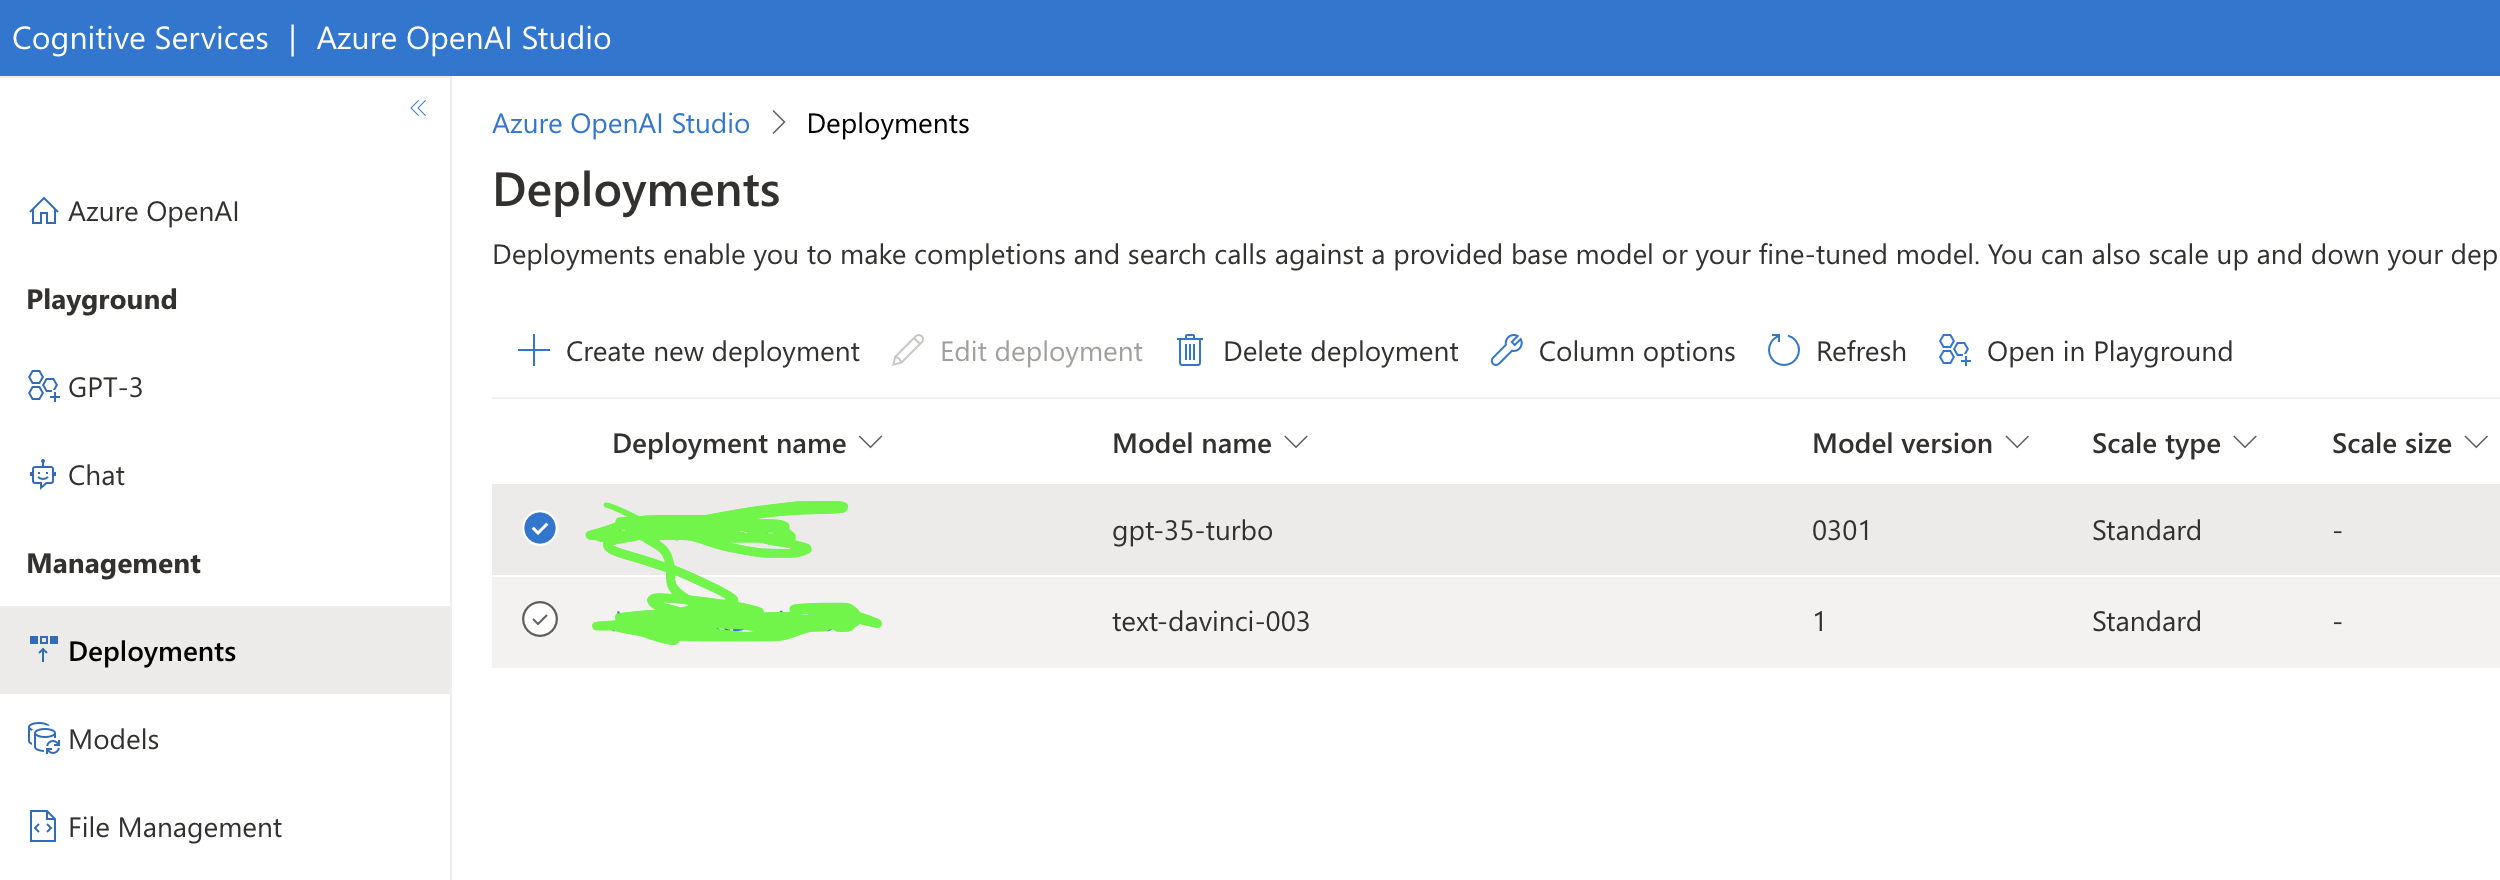 Cognitive Services | Azure OpenAI Studio
Azure OpenAI Studio > Deployments
Deployments
Deployments enable you to make completions and search calls against a provided base model or your fine-tuned model. You can also scale up and down your dep
Azure OpenAI
Playground
GPT-3
Chat
Management
Deployments
Models
File Management
Create new deployment Edit deployment Delete deployment Column options Refresh Open in Playground
Deployment name Model name Model version Scale type Scale size
gpt-35-turbo 0301 Standard -
text-davinci-003 1 Standard -